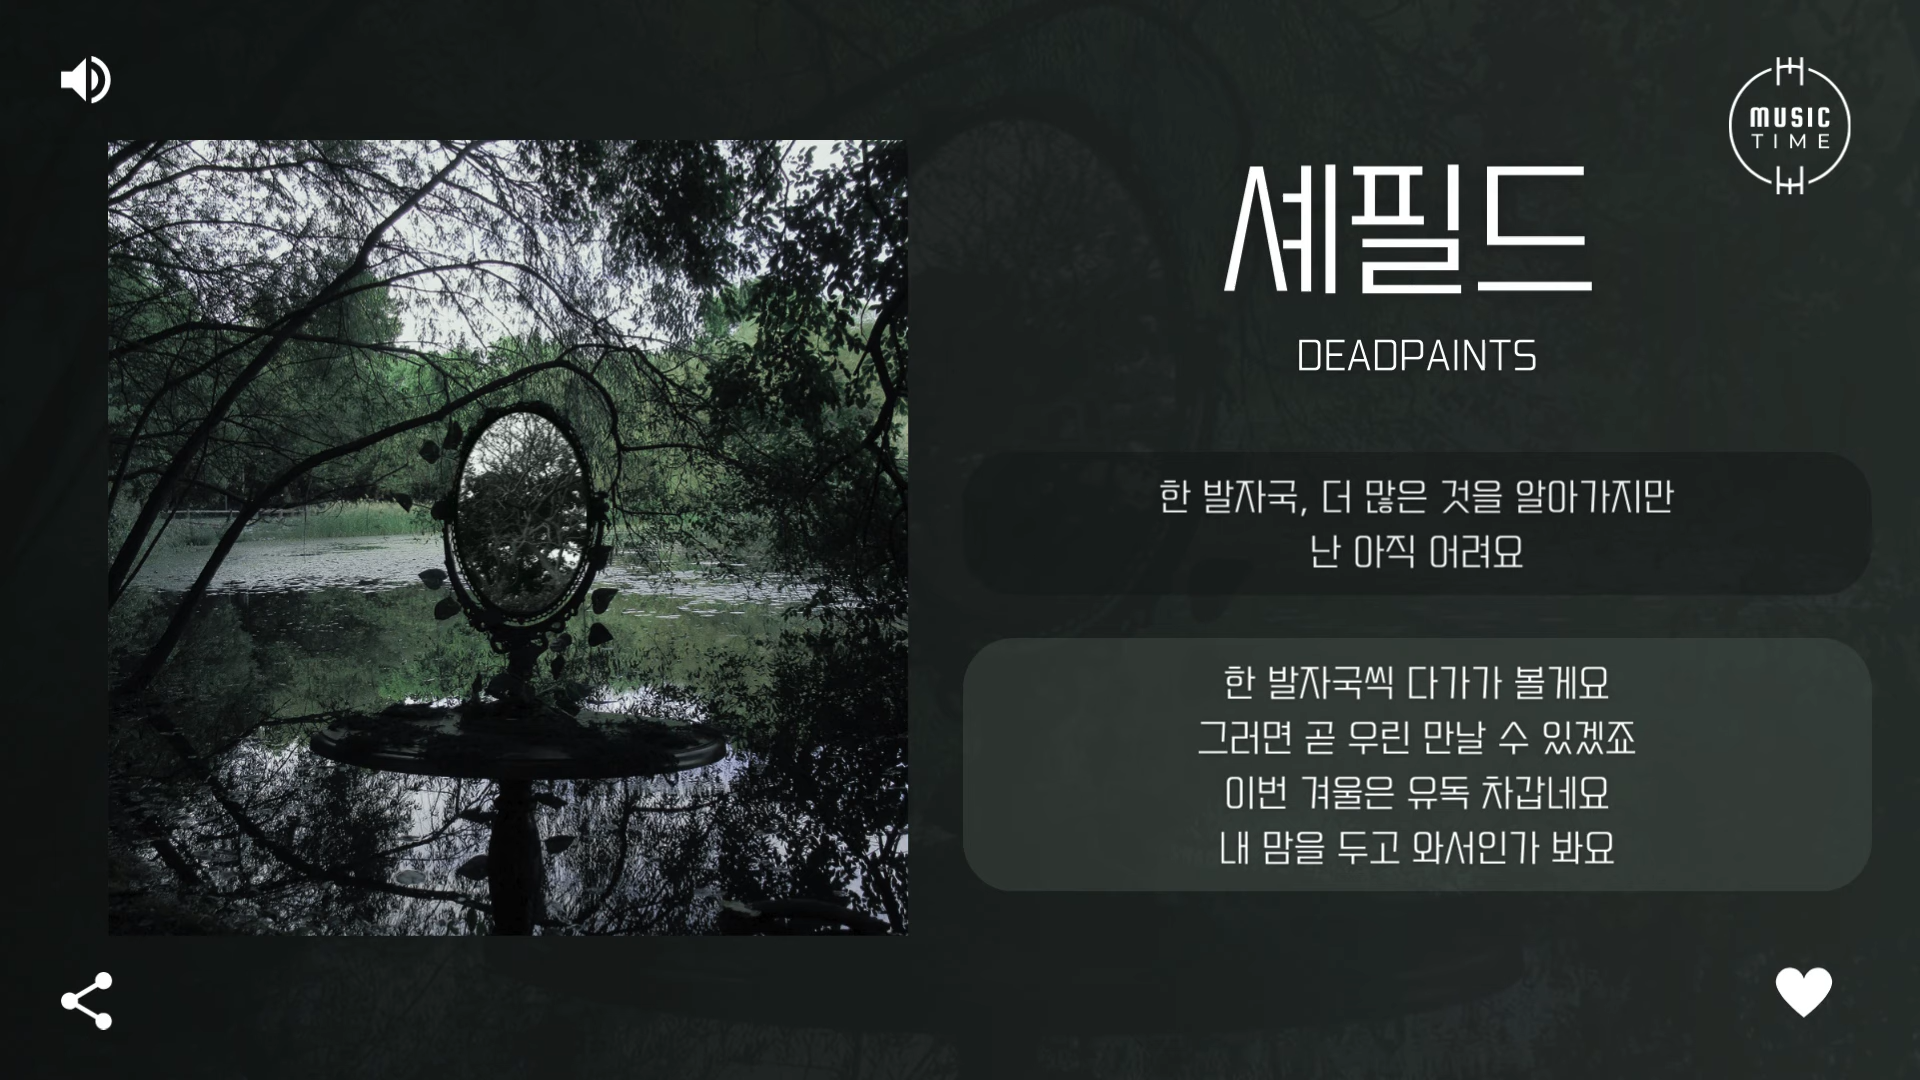 MUSIC
TIME
셰필드
DEADPAINTS
한 발자국, 더 많은 것을 알아가지만
난 아직 어려요
한 발자국씩 다가가 볼게요
그러면 곧 우린 만날 수 있겠죠
이번 겨울은 유독 차갑네요
내 맘을 두고 와서인가 봐요